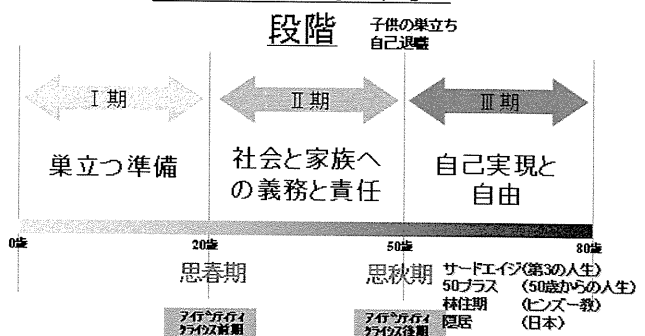 段階
子供の巣立ち
自己退職
Ⅰ期
Ⅱ期
Ⅲ期
巣立つ準備
社会と家族へ
の義務と責任
自己実現と
自由
0歳
20歳
50歳
80歳
思春期
思秋期
サードエイジ(第3の人生)
50プラス (50歳からの人生)
林住期 (ヒンズー教)
隠居 (日本)
アイデンティティ
クライシス前期
アイデンティティ
クライシス後期